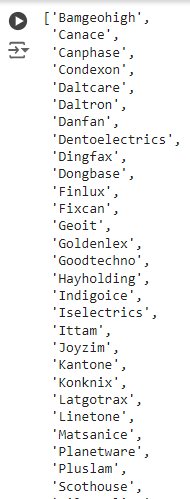 ['Bamgeohigh',
'Canace',
'Canphase',
'Condexon',
'Daltcare',
'Daltron',
'Danfan',
'Dentoelectrics',
'Dingfax',
'Dongbase',
'Finlux',
'Fixcan',
'Geoit',
'Goldenlex',
'Goodtechno',
'Hayholding',
'Indigoice',
'Iselectrics',
'Ittam',
'Joyzim',
'Kantone',
'Konknix',
'Latgotrax',
'Linetone',
'Matsanice',
'Planetware',
'Pluslam',
'Scothouse',